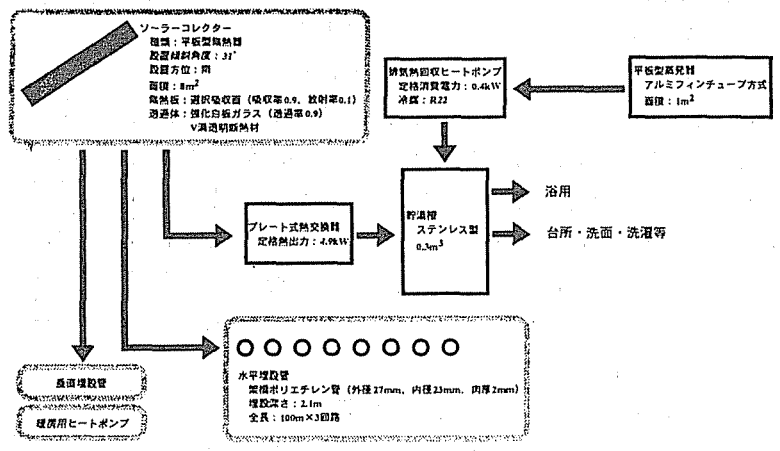 ソーラーコレクター
種類:平板型集熱器
設置傾斜角度:31°
設置方位:南
面積:8m²
集熱板:選択吸収面(吸収率0.9, 放射率0.1)
透過体:強化白板ガラス(透過率0.9)
V溝透明断熱材
排気熱回収ヒートポンプ
定格消費電力:0.4kW
冷媒:R22
平板型蒸発器
アルミフィンチューブ方式
面積:1m²
プレート式熱交換器
定格熱出力:4.9kW
貯湯槽
ステンレス製
0.3m³
浴用
台所・洗面・洗濯等
垂直埋設管
暖房用ヒートポンプ
水平埋設管
架橋ポリエチレン管(外径27mm, 内径23mm, 肉厚2mm)
埋設深さ:2.1m
全長:100m×3回路